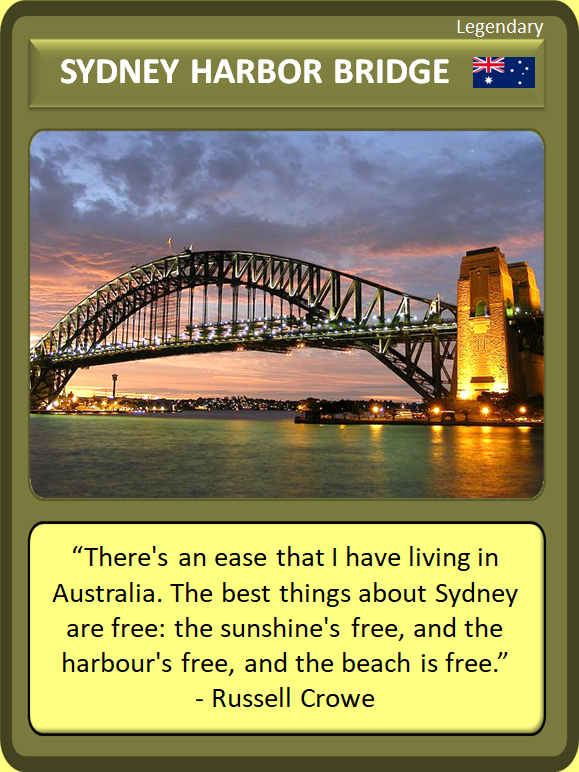 Legendary
SYDNEY HARBOR BRIDGE
“There's an ease that I have living in
Australia. The best things about Sydney
are free: the sunshine's free, and the
harbour's free, and the beach is free.”
- Russell Crowe